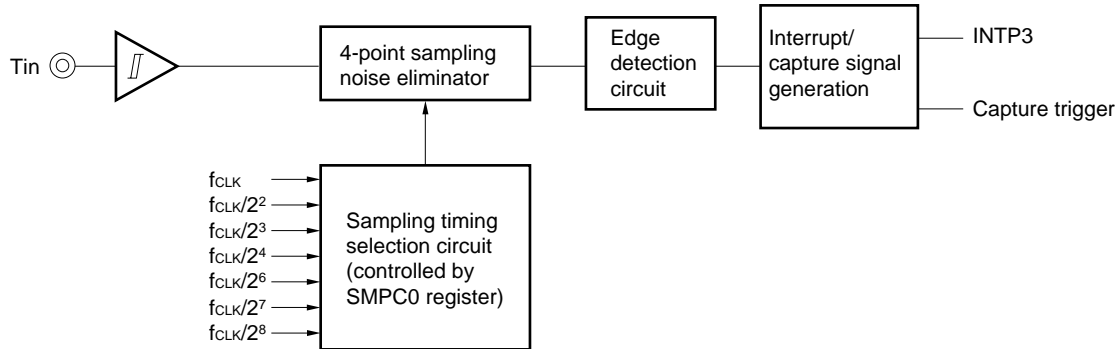 Tin
4-point sampling
noise eliminator
Edge
detection
circuit
Interrupt/
capture signal
generation
INTP3
Capture trigger
fCLK
fCLK/2²
fCLK/2³
fCLK/2⁴
fCLK/2⁶
fCLK/2⁷
fCLK/2⁸
Sampling timing
selection circuit
(controlled by
SMPC0 register)